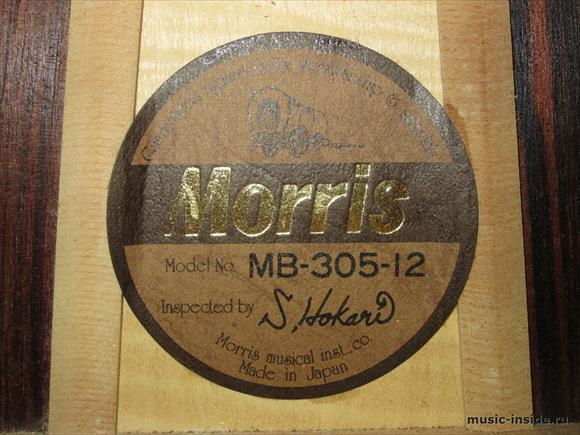 Morris
Model No. MB-305-12
Inspected by S. Hokari
Morris musical inst., co.
Made in Japan
music-inside.ru